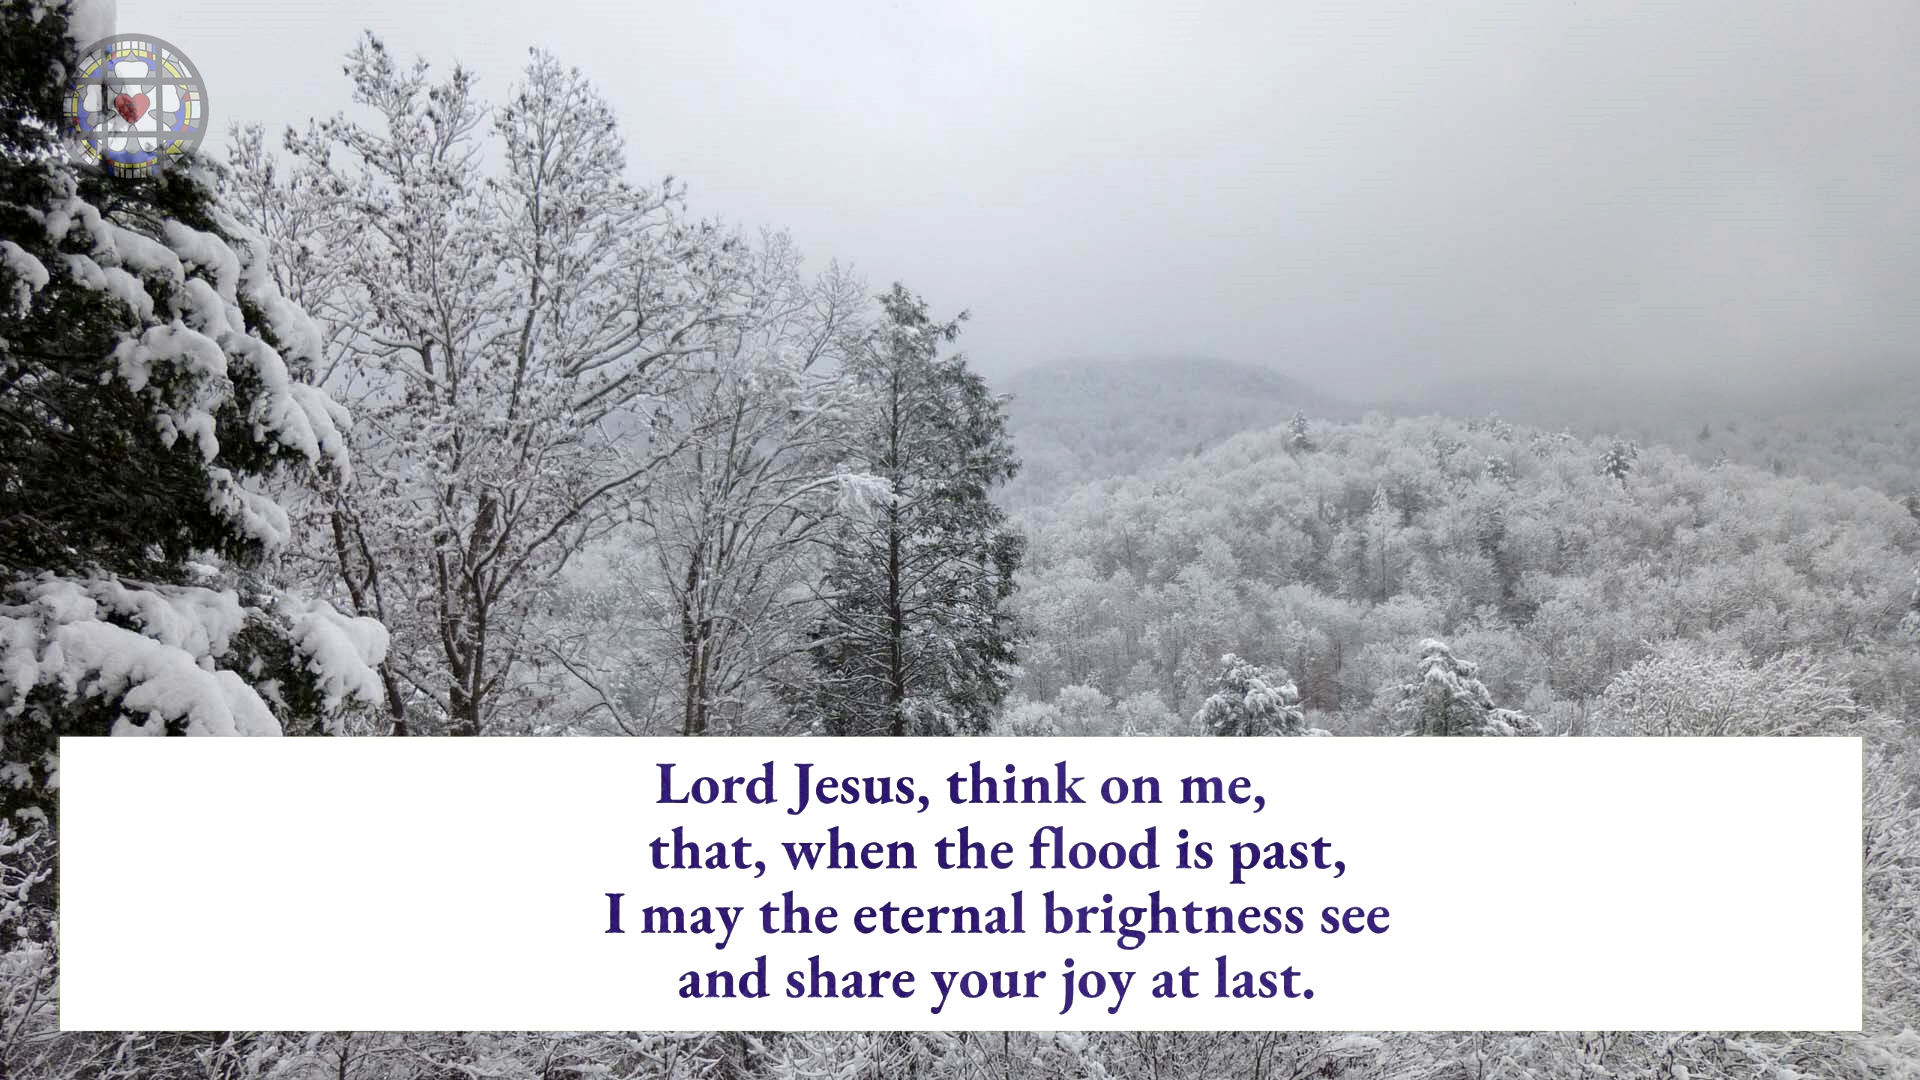 Lord Jesus, think on me,
that, when the flood is past,
I may the eternal brightness see
and share your joy at last.